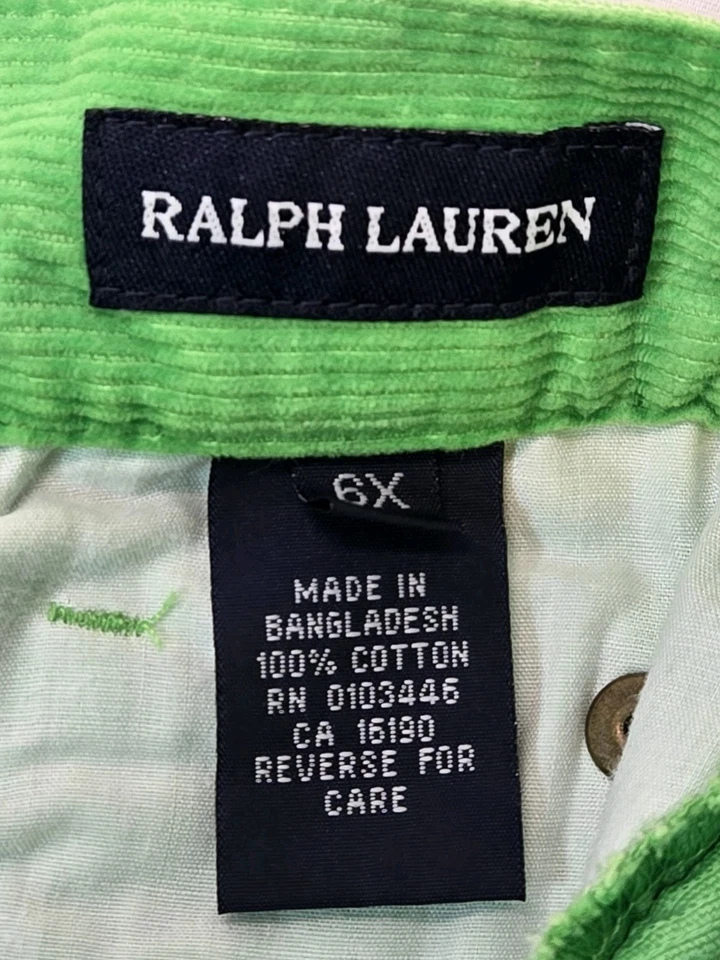 RALPH LAUREN
6X
MADE IN
BANGLADESH
100% COTTON
RN 0103446
CA 16190
REVERSE FOR
CARE